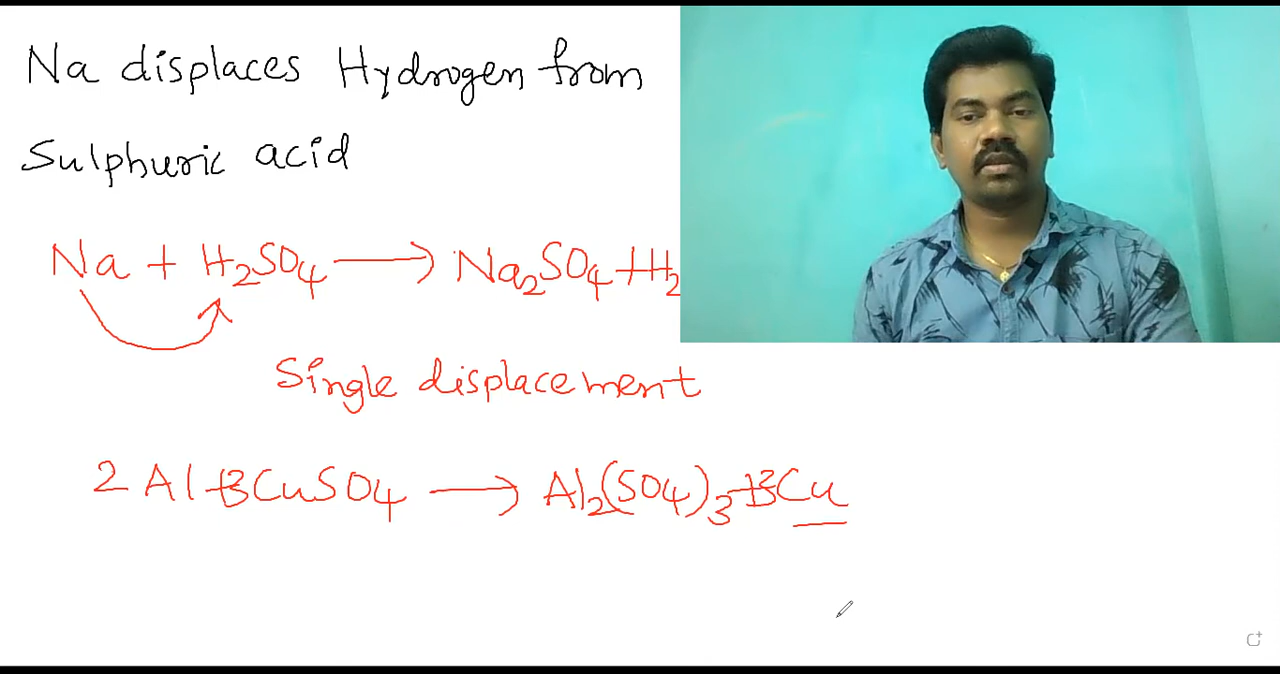 Na displaces Hydrogen from
Sulphuric acid
Na + H₂SO₄ → Na₂SO₄ + H₂
Single displacement
2 Al + 3CuSO₄ → Al₂(SO₄)₃ + 3Cu